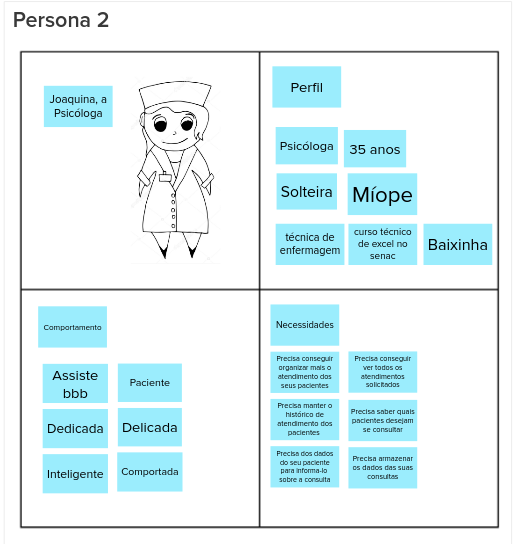 Persona 2
Joaquina, a
Psicóloga
Perfil
Psicóloga
35 anos
Solteira
Míope
técnica de
enfermagem
curso técnico
de excel no
senac
Baixinha
Comportamento
Assiste
bbb
Paciente
Dedicada
Delicada
Inteligente
Comportada
Necessidades
Precisa conseguir
organizar mais o
atendimento dos
seus pacientes
Precisa conseguir
ver todos os
atendimentos
solicitados
Precisa manter o
histórico de
atendimento dos
pacientes
Precisa saber quais
pacientes desejam
se consultar
Precisa dos dados
do seu paciente
para informá-lo
sobre a consulta
Precisa armazenar
os dados das suas
consultas